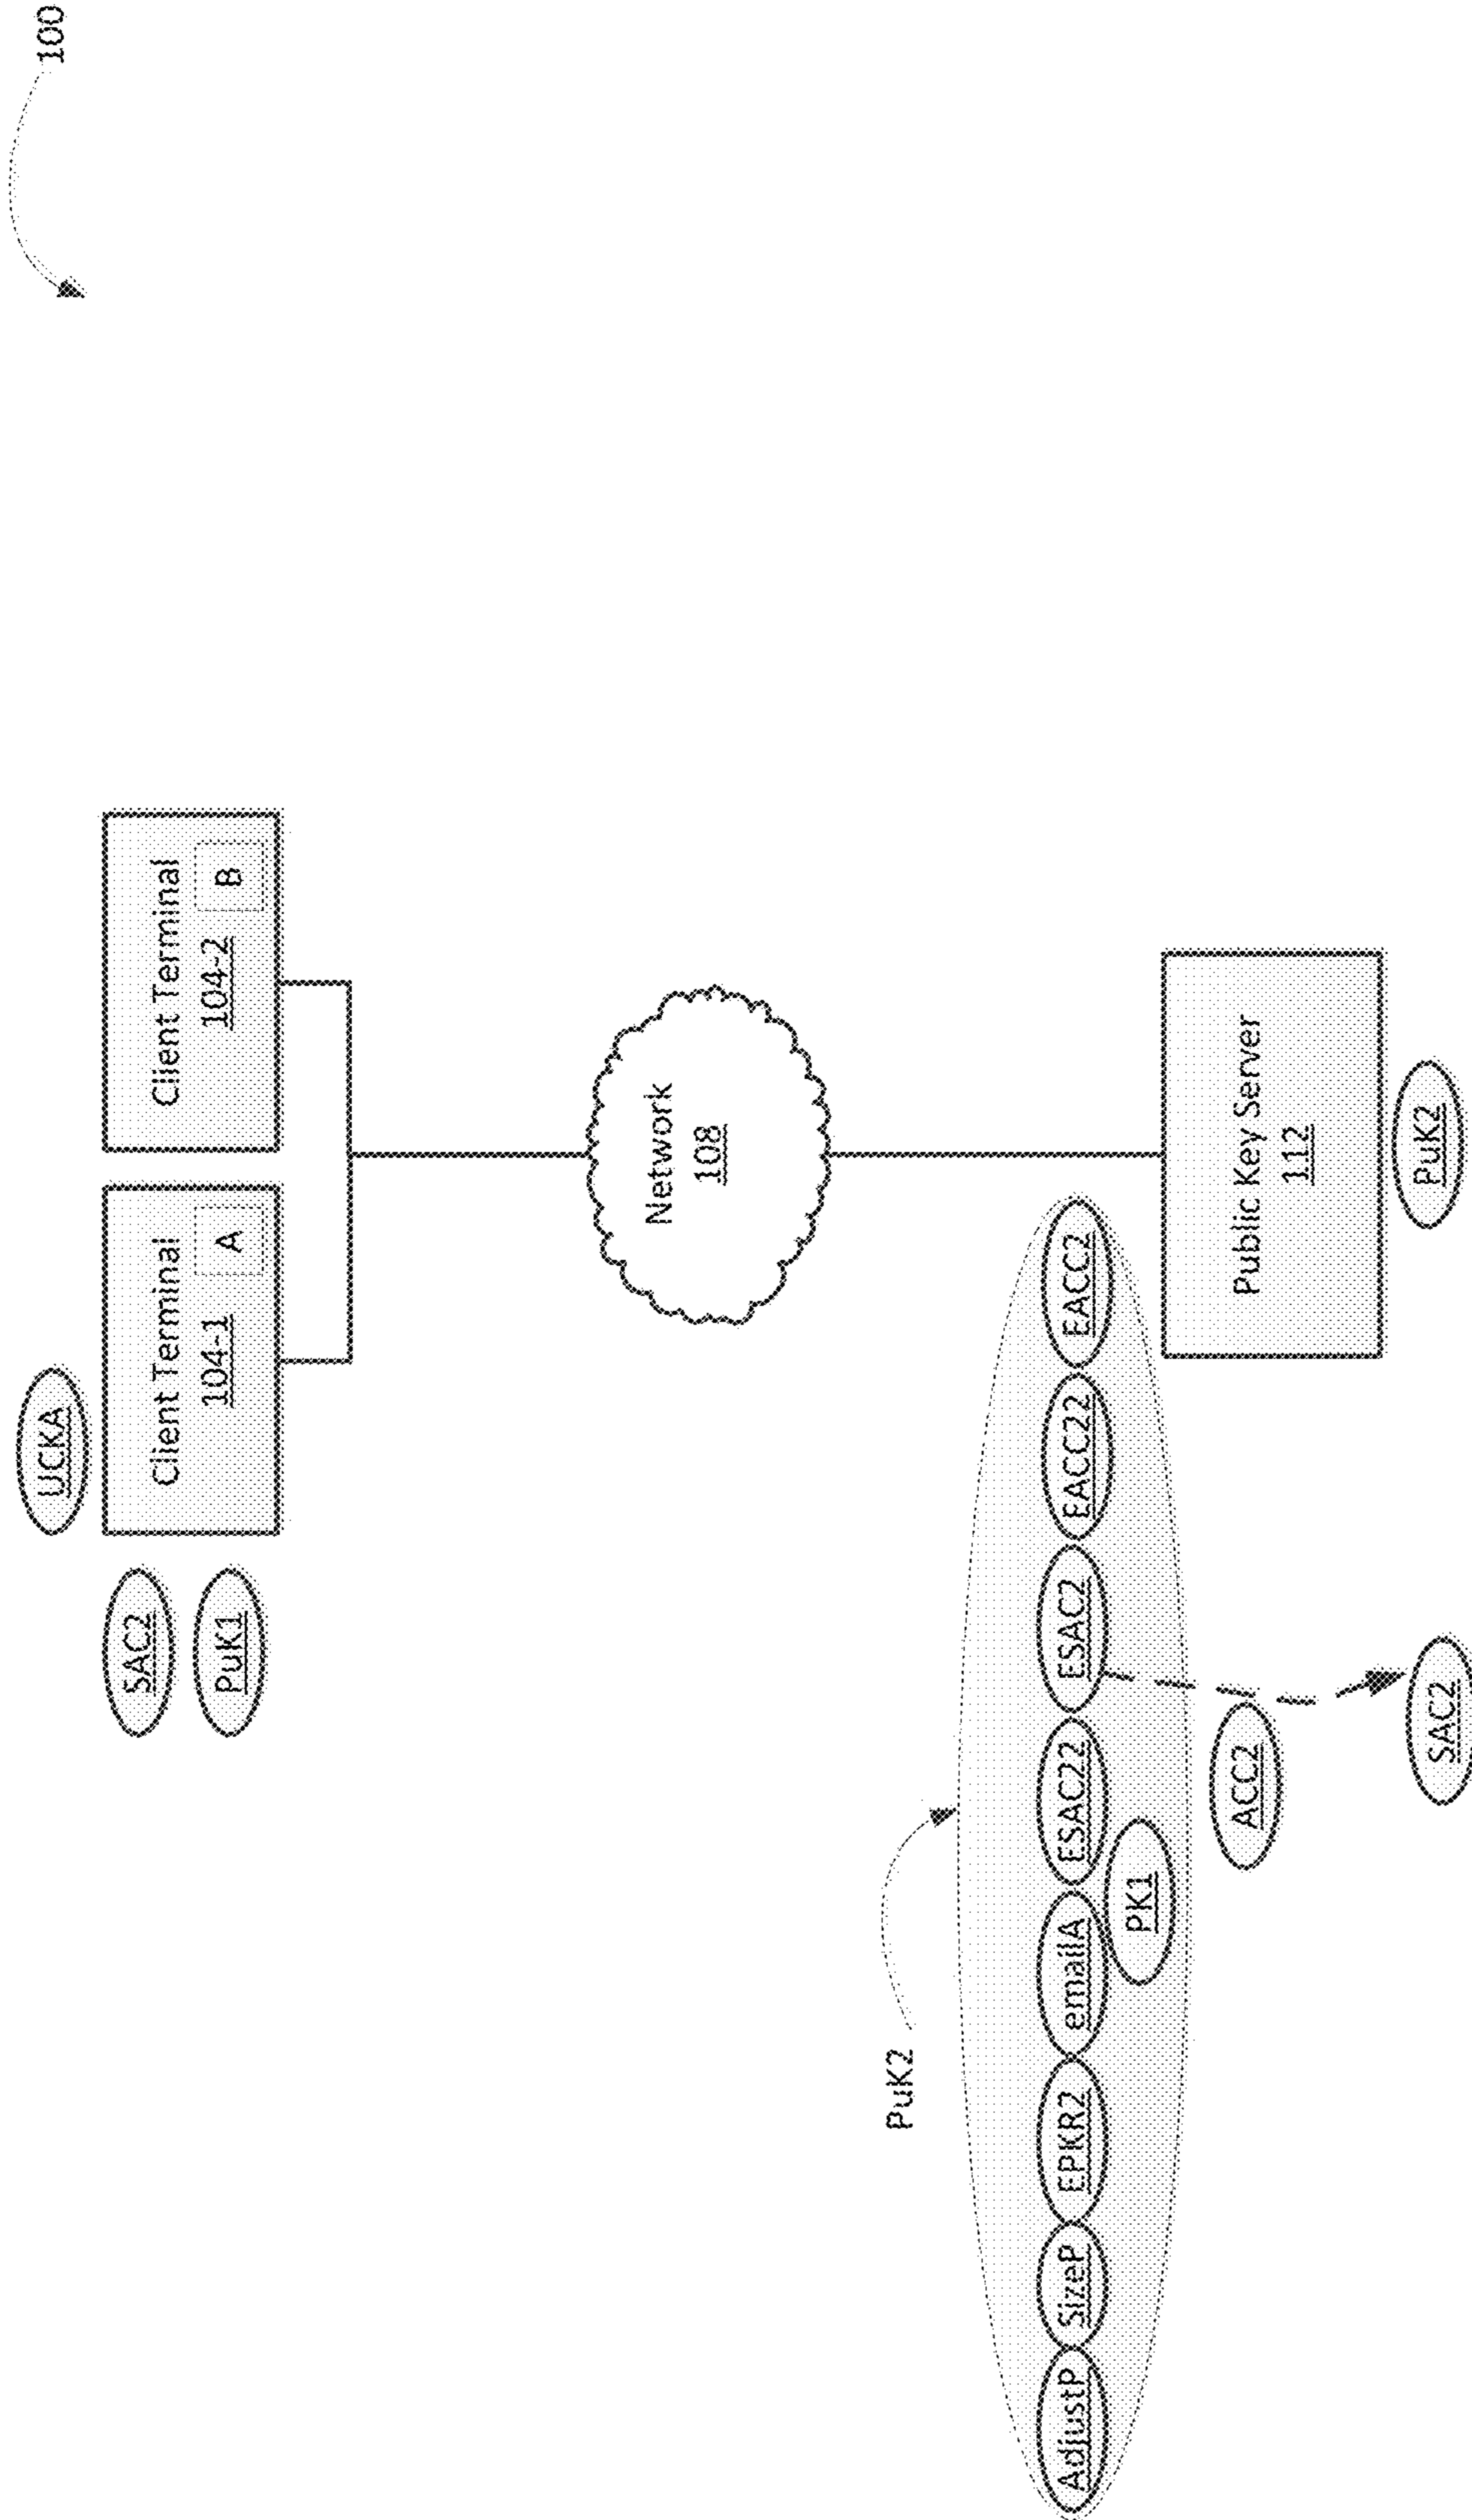 100
UCKA
SAC2
PuK1
Client Terminal
104-1
A
Client Terminal
104-2
B
Network
108
PuK2
AdjustP
SizeP
EPKR2
emailA
ESAC22
ESAC2
EACC22
EACC2
PK1
ACC2
SAC2
Public Key Server
112
PuK2